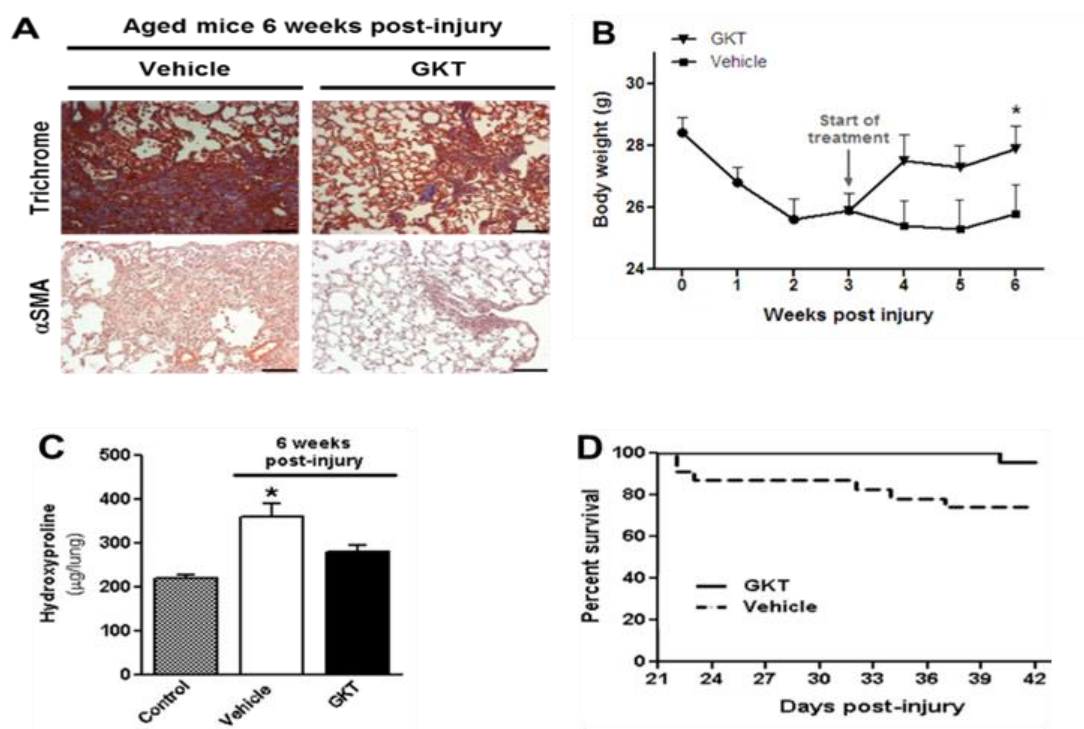 A
Aged mice 6 weeks post-injury
Vehicle GKT
Trichrome
αSMA
B
GKT
Vehicle
Body weight (g)
30
28
26
24
Start of
treatment
*
0 1 2 3 4 5 6
Weeks post injury
C
6 weeks
post-injury
Hydroxyproline
(μg/lung)
500
400
300
200
100
0
*
Control Vehicle GKT
D
Percent survival
100
80
60
40
20
0
GKT
Vehicle
21 24 27 30 33 36 39 42
Days post-injury